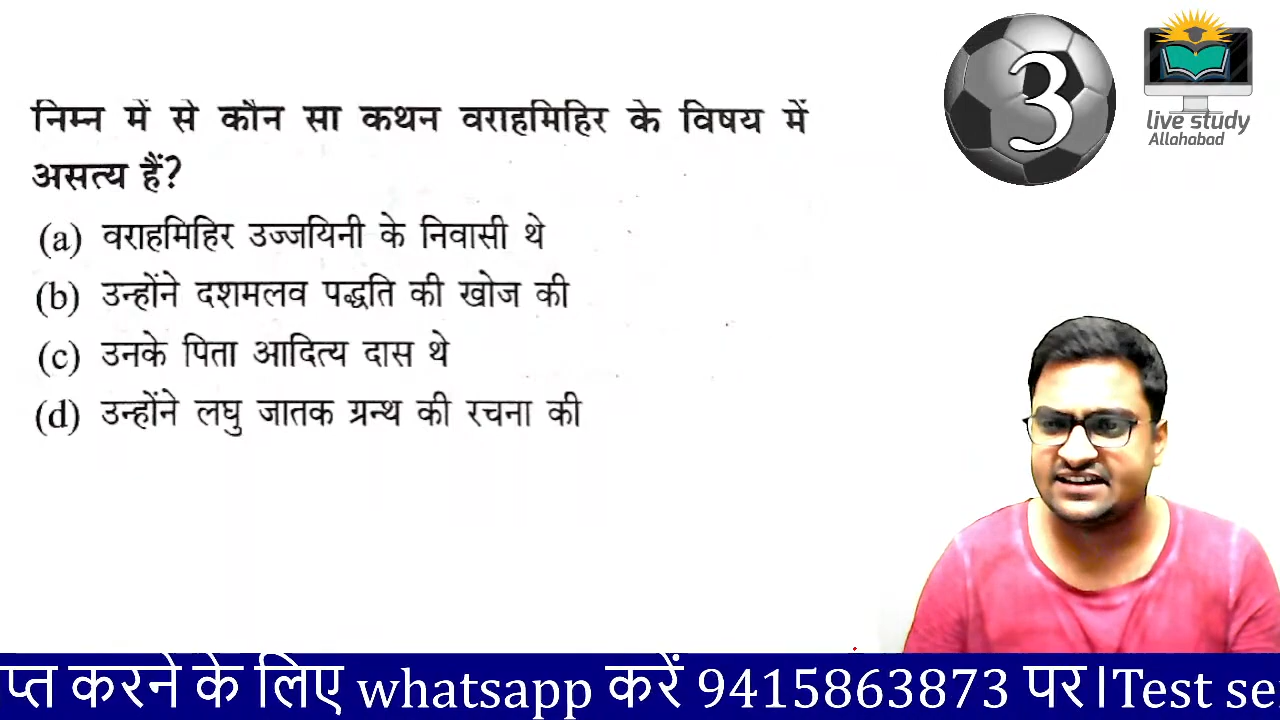 निम्न में से कौन सा कथन वराहमिहिर के विषय में
असत्य हैं?
(a) वराहमिहिर उज्जयिनी के निवासी थे
(b) उन्होंने दशमलव पद्धति की खोज की
(c) उनके पिता आदित्य दास थे
(d) उन्होंने लघु जातक ग्रन्थ की रचना की
3
live study
Allahabad
प्त करने के लिए whatsapp करें 9415863873 पर।Test se